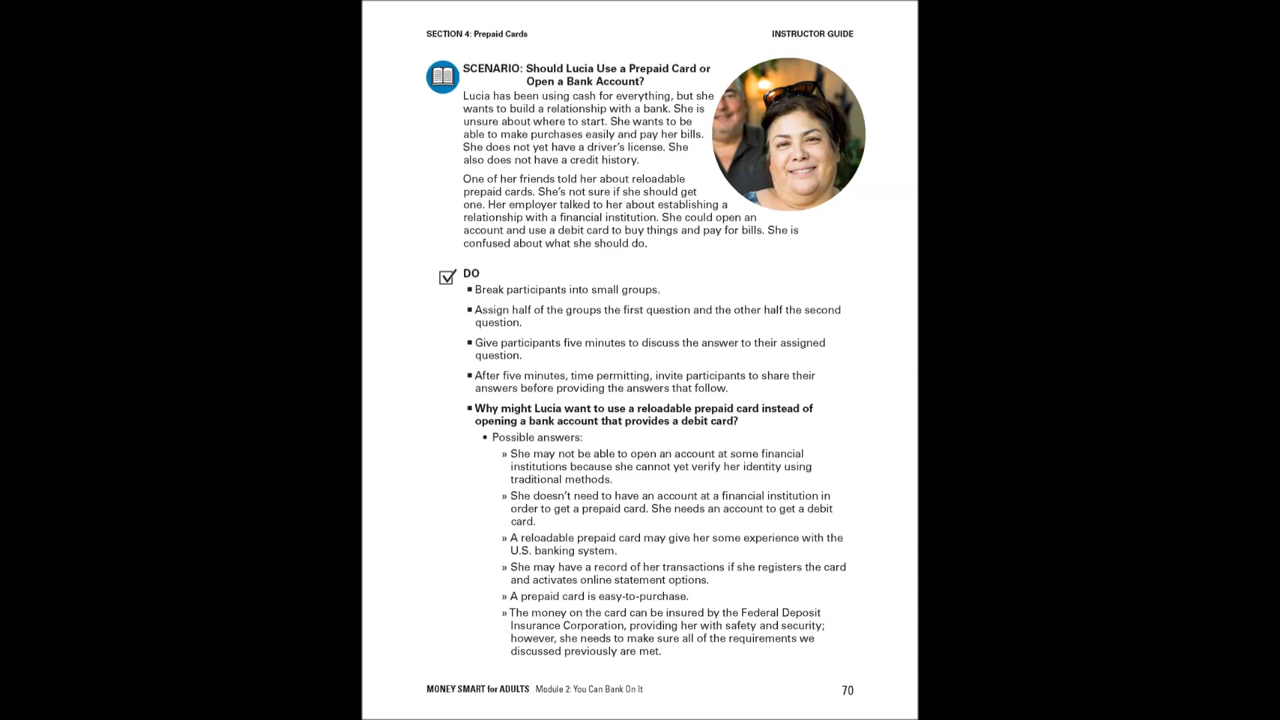 SECTION 4: Prepaid Cards
INSTRUCTOR GUIDE
SCENARIO: Should Lucia Use a Prepaid Card or
Open a Bank Account?
Lucia has been using cash for everything, but she
wants to build a relationship with a bank. She is
unsure about where to start. She wants to be
able to make purchases easily and pay her bills.
She does not yet have a driver's license. She
also does not have a credit history.
One of her friends told her about reloadable
prepaid cards. She's not sure if she should get
one. Her employer talked to her about establishing a
relationship with a financial institution. She could open an
account and use a debit card to buy things and pay for bills. She is
confused about what she should do.
DO
▪ Break participants into small groups.
▪ Assign half of the groups the first question and the other half the second
question.
▪ Give participants five minutes to discuss the answer to their assigned
question.
▪ After five minutes, time permitting, invite participants to share their
answers before providing the answers that follow.
▪ Why might Lucia want to use a reloadable prepaid card instead of
opening a bank account that provides a debit card?
• Possible answers:
» She may not be able to open an account at some financial
institutions because she cannot yet verify her identity using
traditional methods.
» She doesn't need to have an account at a financial institution in
order to get a prepaid card. She needs an account to get a debit
card.
» A reloadable prepaid card may give her some experience with the
U.S. banking system.
» She may have a record of her transactions if she registers the card
and activates online statement options.
» A prepaid card is easy-to-purchase.
» The money on the card can be insured by the Federal Deposit
Insurance Corporation, providing her with safety and security;
however, she needs to make sure all of the requirements we
discussed previously are met.
MONEY SMART for ADULTS Module 2: You Can Bank On It
70